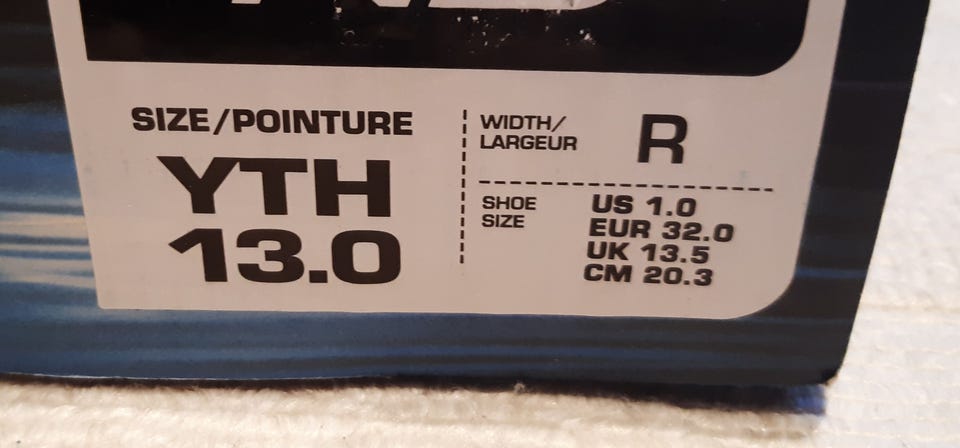 SIZE/POINTURE
YTH
13.0
WIDTH/
LARGEUR
R
SHOE
SIZE
US 1.0
EUR 32.0
UK 13.5
CM 20.3